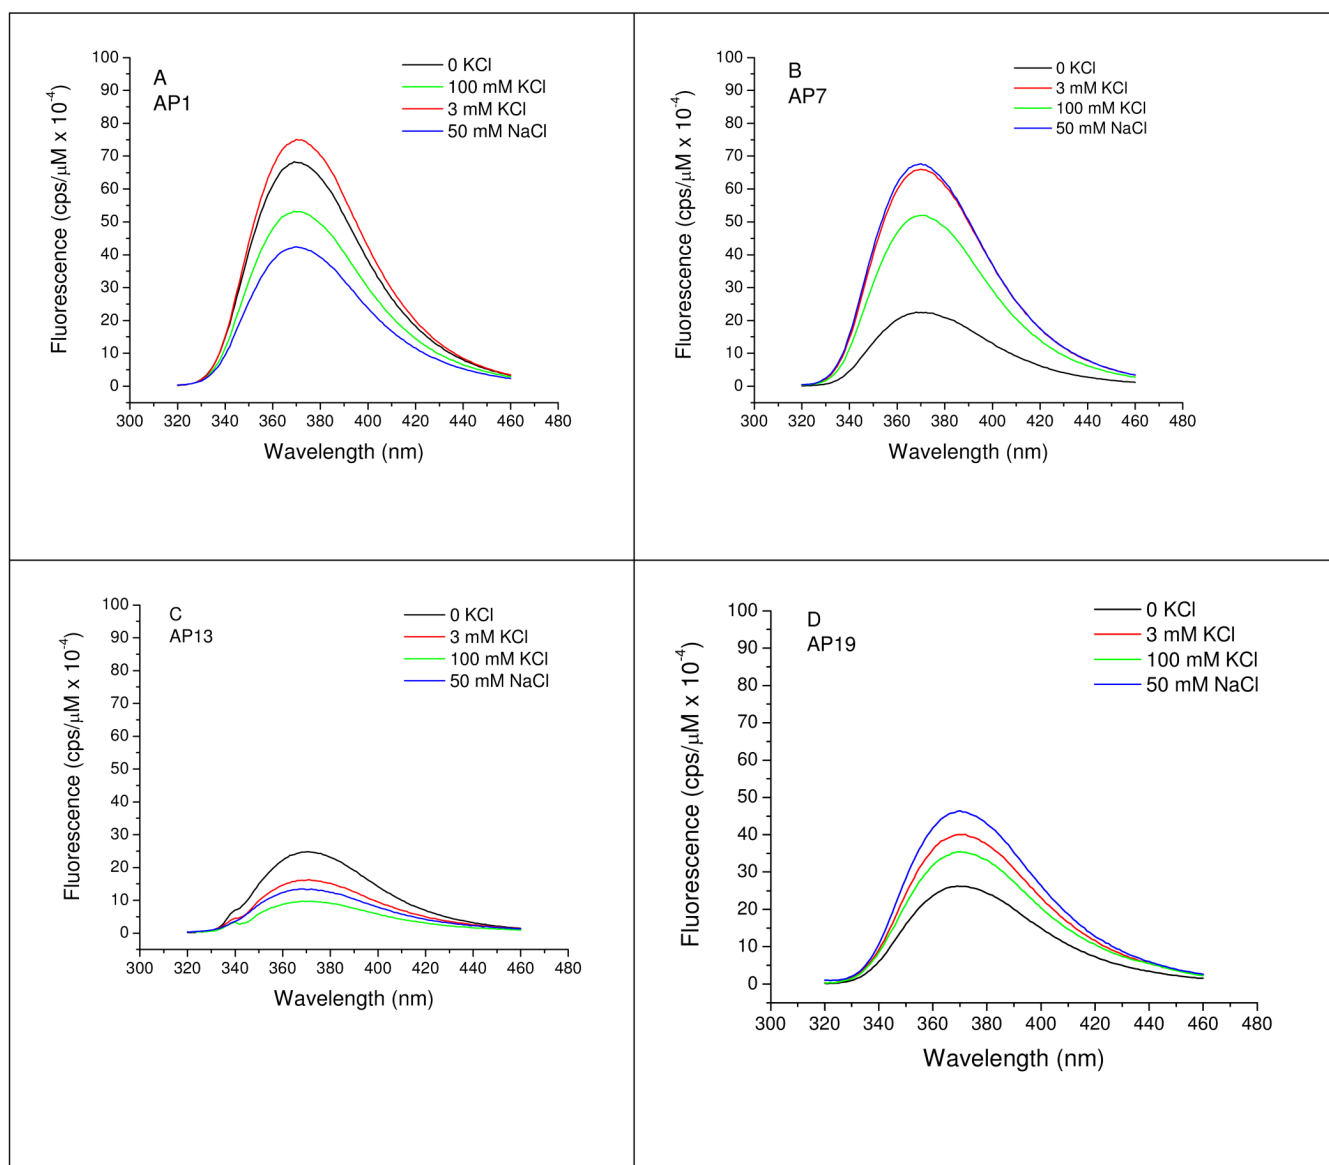 A
AP1
0 KCl
100 mM KCl
3 mM KCl
50 mM NaCl
Fluorescence (cps/μM x 10⁻⁴)
100
90
80
70
60
50
40
30
20
10
0
300 320 340 360 380 400 420 440 460 480
Wavelength (nm)
B
AP7
0 KCl
3 mM KCl
100 mM KCl
50 mM NaCl
Fluorescence (cps/μM x 10⁻⁴)
100
90
80
70
60
50
40
30
20
10
0
300 320 340 360 380 400 420 440 460 480
Wavelength (nm)
C
AP13
0 KCl
3 mM KCl
100 mM KCl
50 mM NaCl
Fluorescence (cps/μM x 10⁻⁴)
100
90
80
70
60
50
40
30
20
10
0
300 320 340 360 380 400 420 440 460 480
Wavelength (nm)
D
AP19
0 KCl
3 mM KCl
100 mM KCl
50 mM NaCl
Fluorescence (cps/μM x 10⁻⁴)
100
90
80
70
60
50
40
30
20
10
0
300 320 340 360 380 400 420 440 460 480
Wavelength (nm)